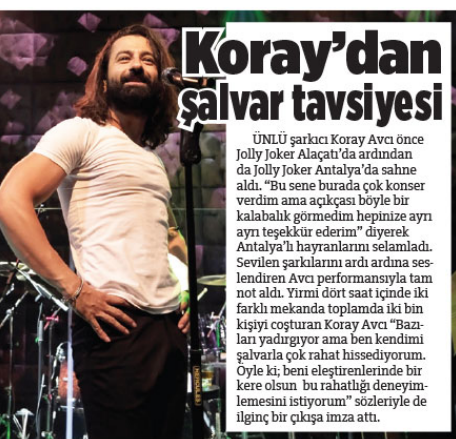 Koray’dan
şalvar tavsiyesi
ÜNLÜ şarkıcı Koray Avcı önce
Jolly Joker Alaçatı’da ardından
da Jolly Joker Antalya’da sahne
aldı. “Bu sene burada çok konser
verdim ama açıkçası böyle bir
kalabalık görmedim hepinize ayrı
ayrı teşekkür ederim” diyerek
Antalya’lı hayranlarını selamladı.
Sevilen şarkılarını ardı ardına ses-
lendiren Avcı performansıyla tam
not aldı. Yirmi dört saat içinde iki
farklı mekanda toplamda iki bin
kişiyi coşturan Koray Avcı “Bazı-
ları yadırgıyor ama ben kendimi
şalvarla çok rahat hissediyorum.
Öyle ki; beni eleştirenlerinde bir
kere olsun bu rahatlığı deneyim-
lemesini istiyorum” sözleriyle de
ilginç bir çıkışa imza attı.